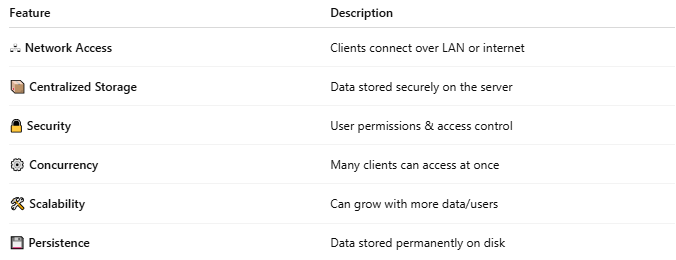 Feature Description
Network Access Clients connect over LAN or internet
Centralized Storage Data stored securely on the server
Security User permissions & access control
Concurrency Many clients can access at once
Scalability Can grow with more data/users
Persistence Data stored permanently on disk